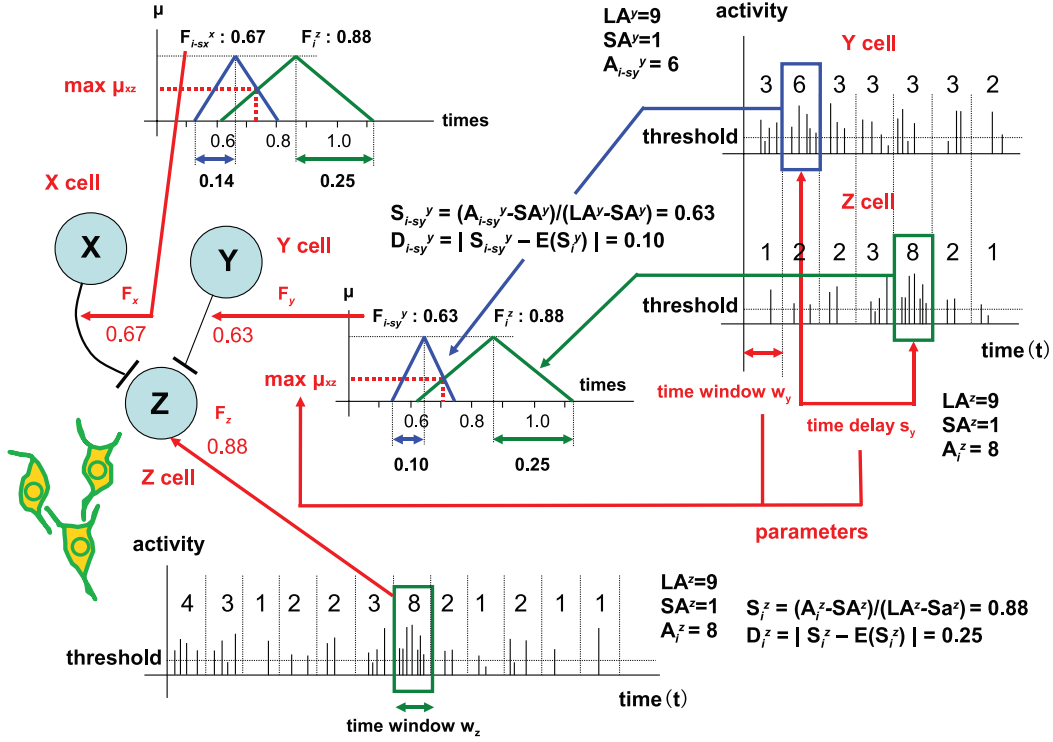 μ
F_{i-sx}^x : 0.67
F_i^z : 0.88
max μ_{xz}
0.6
0.8
1.0
times
0.14
0.25
LA^y=9
SA^y=1
A_{i-sy}^y = 6
activity
Y cell
3 6 3 3 3 3 2
threshold
Z cell
1 2 2 3 8 2 1
threshold
time (t)
time window w_y
time delay s_y
LA^z=9
SA^z=1
A_i^z = 8
parameters
X cell
X
Y
Y cell
F_x
0.67
F_y
0.63
Z
F_z
0.88
Z cell
S_{i-sy}^y = (A_{i-sy}^y-SA^y)/(LA^y-SA^y) = 0.63
D_{i-sy}^y = | S_{i-sy}^y – E(S_i^y) | = 0.10
μ
F_{i-sy}^y : 0.63
F_i^z : 0.88
max μ_{xz}
0.6
0.8
1.0
times
0.10
0.25
activity
4 3 1 2 2 3 8 2 1 2 1 1
threshold
time (t)
time window w_z
LA^z=9
SA^z=1
A_i^z = 8
S_i^z = (A_i^z-SA^z)/(LA^z-Sa^z) = 0.88
D_i^z = | S_i^z – E(S_i^z) | = 0.25